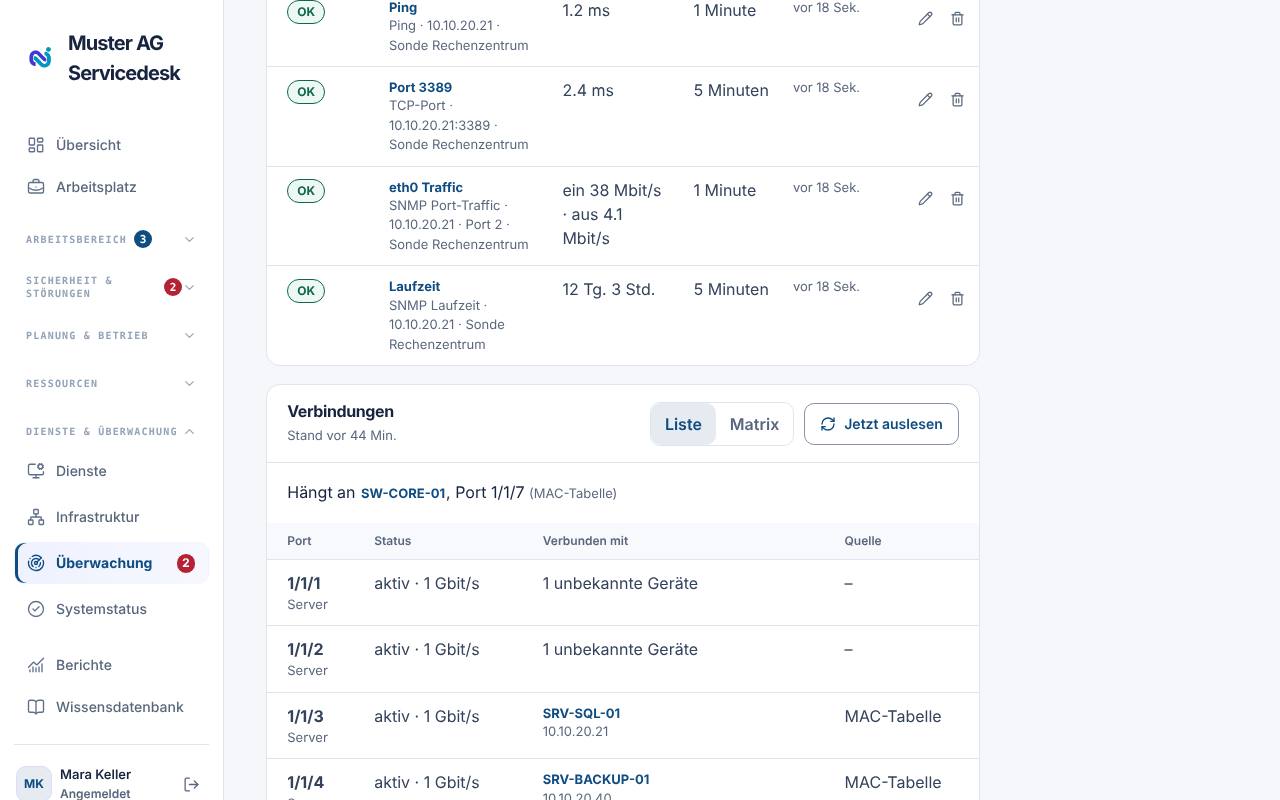 Muster AG
Servicedesk
Übersicht
Arbeitsplatz
ARBEITSBEREICH 3
SICHERHEIT &
STÖRUNGEN 2
PLANUNG & BETRIEB
RESSOURCEN
DIENSTE & ÜBERWACHUNG
Dienste
Infrastruktur
Überwachung 2
Systemstatus
Berichte
Wissensdatenbank
MK Mara Keller
Angemeldet
OK Ping 1.2 ms 1 Minute vor 18 Sek.
Ping · 10.10.20.21 ·
Sonde Rechenzentrum
OK Port 3389 2.4 ms 5 Minuten vor 18 Sek.
TCP-Port ·
10.10.20.21:3389 ·
Sonde Rechenzentrum
OK eth0 Traffic ein 38 Mbit/s 1 Minute vor 18 Sek.
SNMP Port-Traffic · · aus 4.1
10.10.20.21 · Port 2 · Mbit/s
Sonde Rechenzentrum
OK Laufzeit 12 Tg. 3 Std. 5 Minuten vor 18 Sek.
SNMP Laufzeit ·
10.10.20.21 · Sonde
Rechenzentrum
Verbindungen
Stand vor 44 Min.
Liste Matrix Jetzt auslesen
Hängt an SW-CORE-01, Port 1/1/7 (MAC-Tabelle)
Port Status Verbunden mit Quelle
1/1/1 aktiv · 1 Gbit/s 1 unbekannte Geräte –
Server
1/1/2 aktiv · 1 Gbit/s 1 unbekannte Geräte –
Server
1/1/3 aktiv · 1 Gbit/s SRV-SQL-01 MAC-Tabelle
Server 10.10.20.21
1/1/4 aktiv · 1 Gbit/s SRV-BACKUP-01 MAC-Tabelle
10.10.20.40